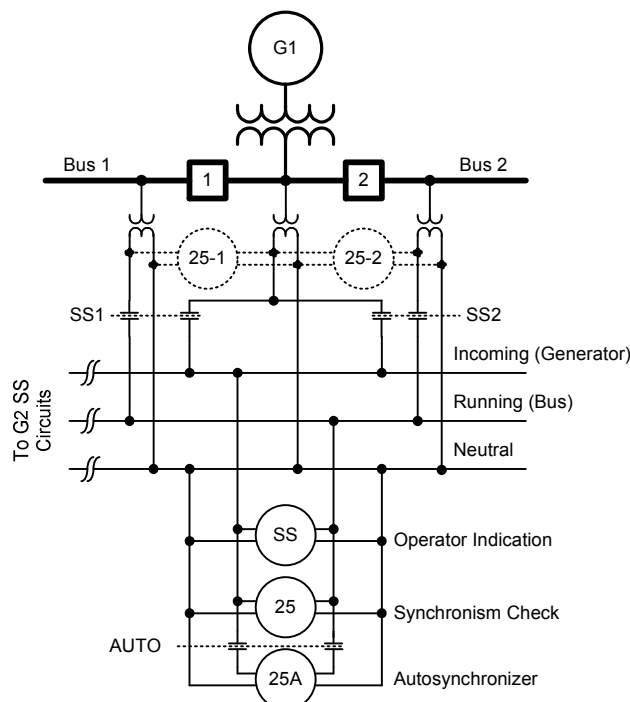 G1
Bus 1
1
2
Bus 2
25-1
25-2
SS1
SS2
Incoming (Generator)
Running (Bus)
Neutral
To G2 SS
Circuits
SS
Operator Indication
25
Synchronism Check
AUTO
25A
Autosynchronizer